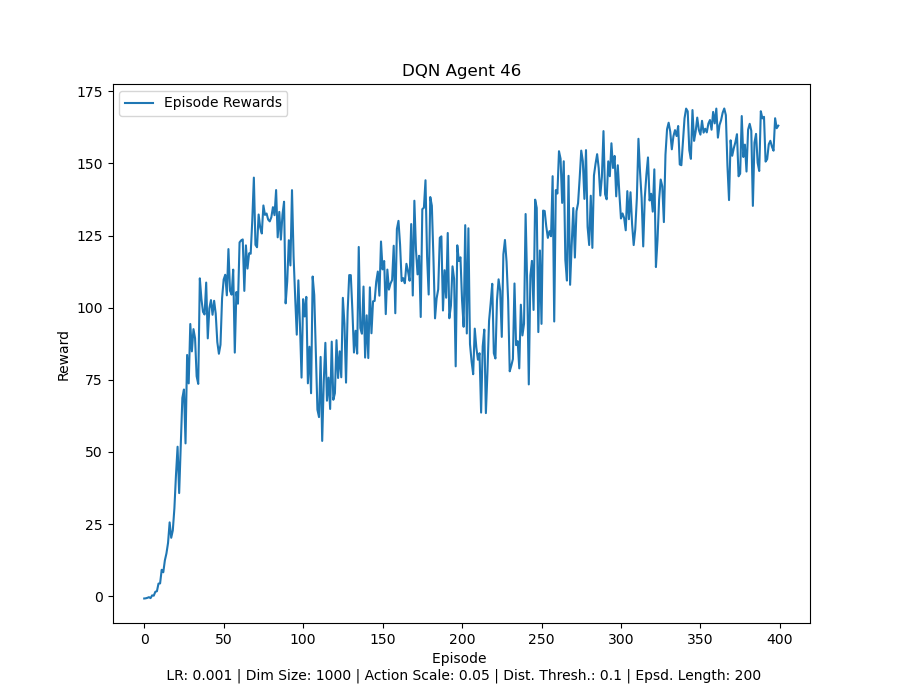 DQN Agent 46
Episode Rewards
175
150
125
100
75
50
25
0
Reward
0 50 100 150 200 250 300 350 400
Episode
LR: 0.001 | Dim Size: 1000 | Action Scale: 0.05 | Dist. Thresh.: 0.1 | Epsd. Length: 200